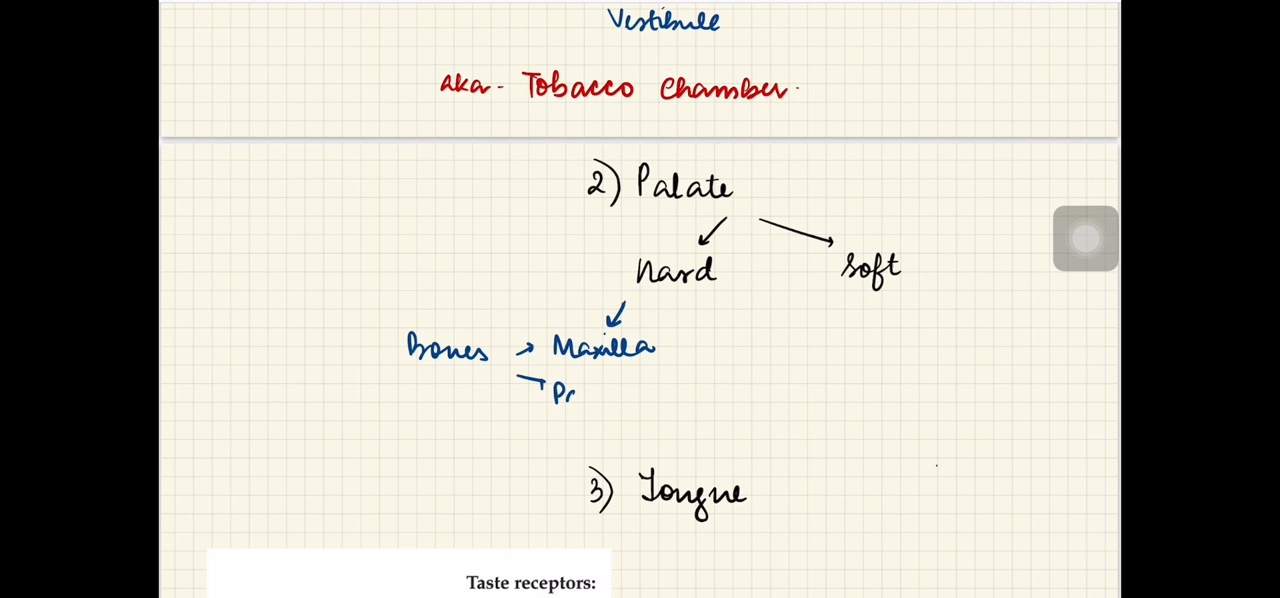 Vestibule
aka - Tobacco Chamber.
2) Palate
Hard
Soft
Bones → Maxilla
→ Pr
3) Tongue
Taste receptors: